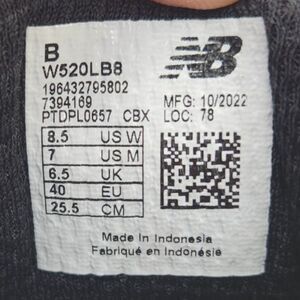 B
W520LB8
196432795802
7394169
PTDPL0657 CBX
NB
MFG: 10/2022
LOC: 78
8.5 US W
7 US M
6.5 UK
40 EU
25.5 CM
Made in Indonesia
Fabriqué en Indonésie